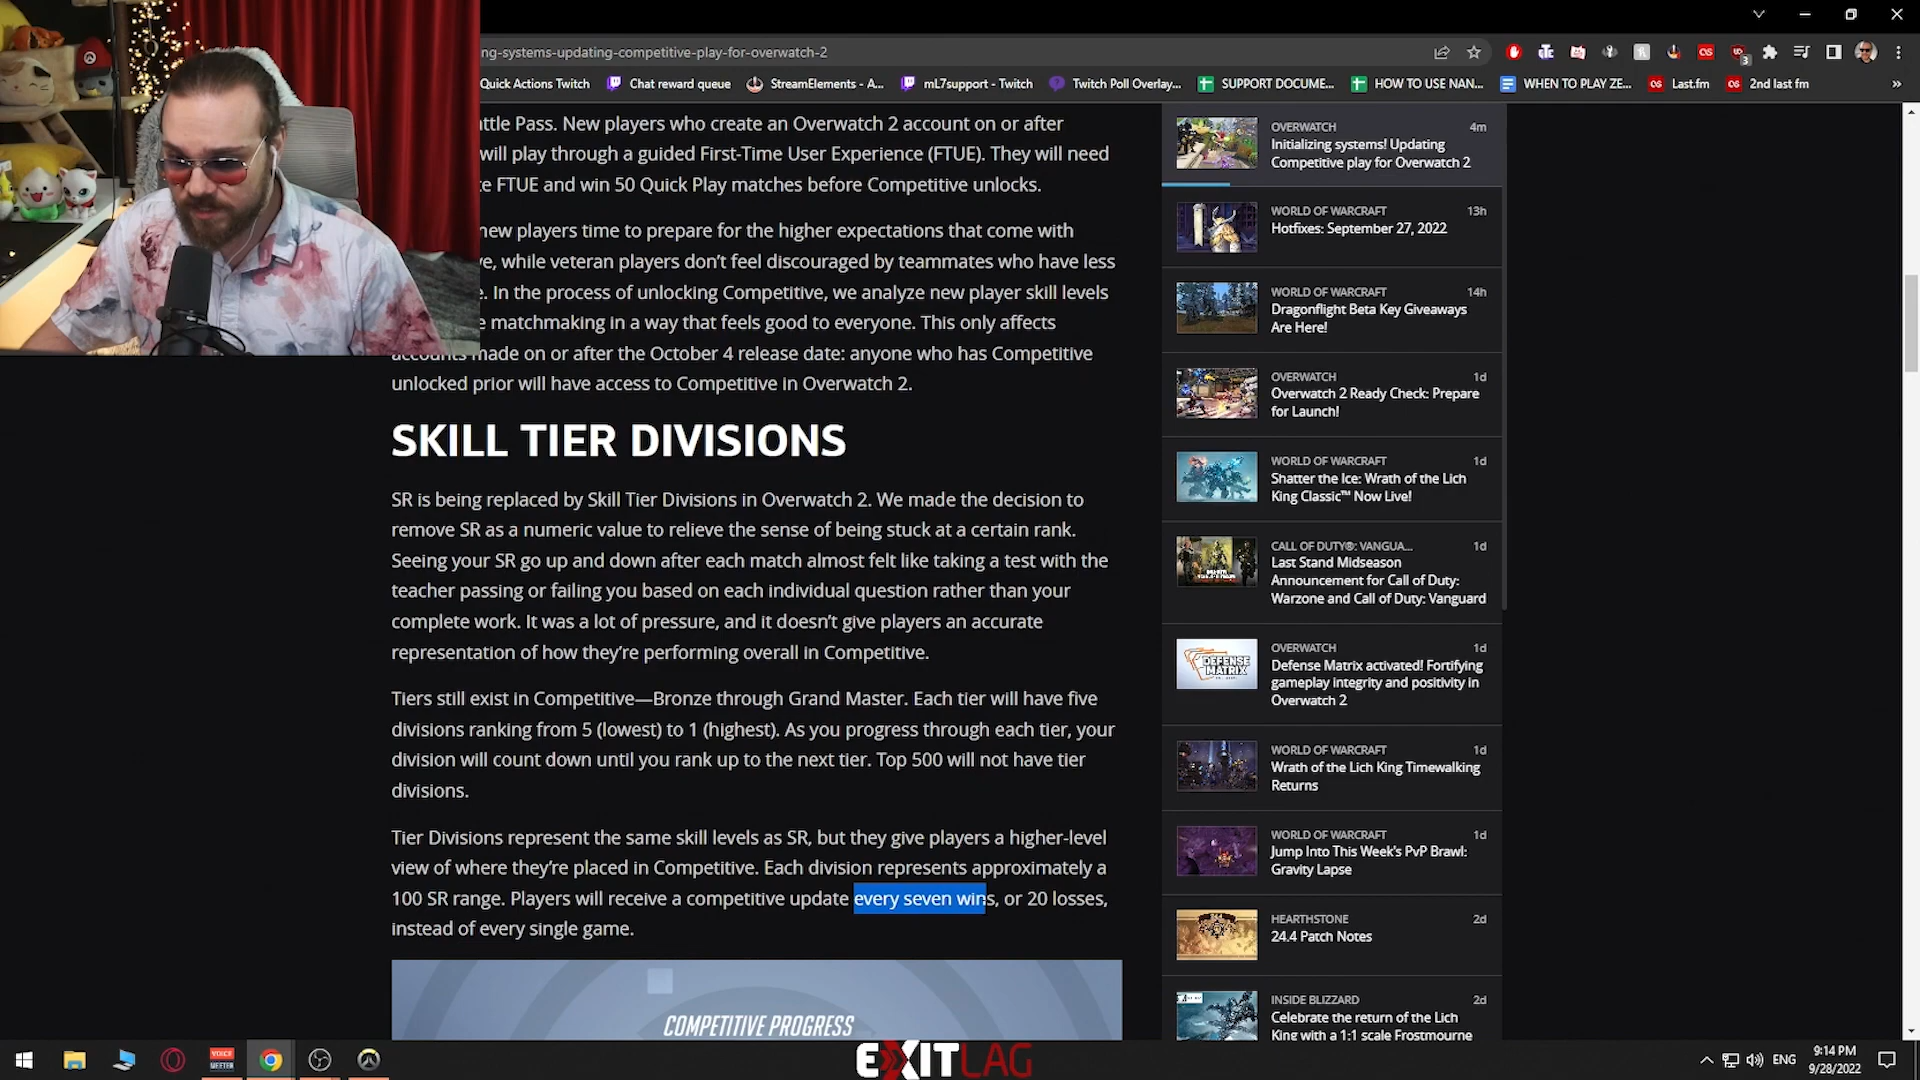 ng-systems-updating-competitive-play-for-overwatch-2
Quick Actions Twitch
Chat reward queue
StreamElements - A...
mL7support - Twitch
Twitch Poll Overlay...
SUPPORT DOCUME...
HOW TO USE NAN...
WHEN TO PLAY ZE...
Last.fm
2nd last fm
ttle Pass. New players who create an Overwatch 2 account on or after
will play through a guided First-Time User Experience (FTUE). They will need
e FTUE and win 50 Quick Play matches before Competitive unlocks.
new players time to prepare for the higher expectations that come with
e, while veteran players don't feel discouraged by teammates who have less
e. In the process of unlocking Competitive, we analyze new player skill levels
e matchmaking in a way that feels good to everyone. This only affects
accounts made on or after the October 4 release date: anyone who has Competitive
unlocked prior will have access to Competitive in Overwatch 2.
SKILL TIER DIVISIONS
SR is being replaced by Skill Tier Divisions in Overwatch 2. We made the decision to
remove SR as a numeric value to relieve the sense of being stuck at a certain rank.
Seeing your SR go up and down after each match almost felt like taking a test with the
teacher passing or failing you based on each individual question rather than your
complete work. It was a lot of pressure, and it doesn't give players an accurate
representation of how they're performing overall in Competitive.
Tiers still exist in Competitive—Bronze through Grand Master. Each tier will have five
divisions ranking from 5 (lowest) to 1 (highest). As you progress through each tier, your
division will count down until you rank up to the next tier. Top 500 will not have tier
divisions.
Tier Divisions represent the same skill levels as SR, but they give players a higher-level
view of where they're placed in Competitive. Each division represents approximately a
100 SR range. Players will receive a competitive update every seven wins, or 20 losses,
instead of every single game.
COMPETITIVE PROGRESS
OVERWATCH 4m
Initializing systems! Updating
Competitive play for Overwatch 2
WORLD OF WARCRAFT 13h
Hotfixes: September 27, 2022
WORLD OF WARCRAFT 14h
Dragonflight Beta Key Giveaways
Are Here!
OVERWATCH 1d
Overwatch 2 Ready Check: Prepare
for Launch!
WORLD OF WARCRAFT 1d
Shatter the Ice: Wrath of the Lich
King Classic™ Now Live!
CALL OF DUTY®: VANGUA... 1d
Last Stand Midseason
Announcement for Call of Duty:
Warzone and Call of Duty: Vanguard
OVERWATCH 1d
Defense Matrix activated! Fortifying
gameplay integrity and positivity in
Overwatch 2
DEFENSE
MATRIX
WORLD OF WARCRAFT 1d
Wrath of the Lich King Timewalking
Returns
WORLD OF WARCRAFT 1d
Jump Into This Week's PvP Brawl:
Gravity Lapse
HEARTHSTONE 2d
24.4 Patch Notes
INSIDE BLIZZARD 2d
Celebrate the return of the Lich
King with a 1:1 scale Frostmourne
VOICE
MEETER
EXITLAG
ENG
9:14 PM
9/28/2022